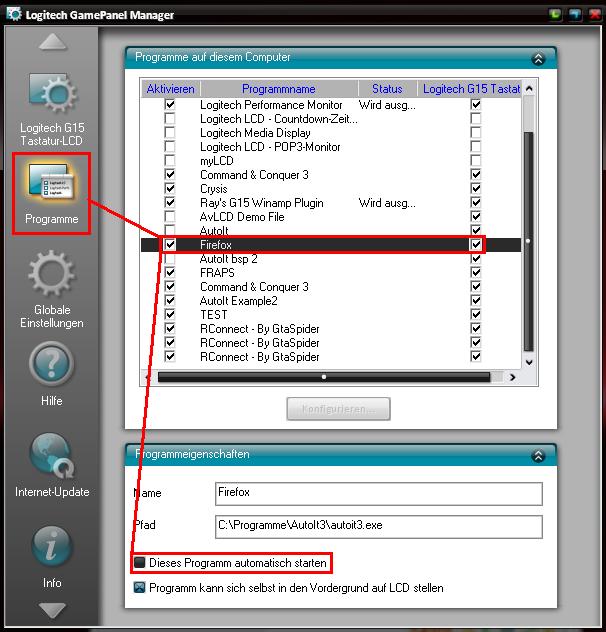 Logitech GamePanel Manager
Logitech G15
Tastatur-LCD
Programme
Globale
Einstellungen
Hilfe
Internet-Update
Info
Programme auf diesem Computer
Aktivieren Programmname Status Logitech G15 Tastat
Logitech Performance Monitor Wird ausg...
Logitech LCD - Countdown-Zeit...
Logitech Media Display
Logitech LCD - POP3-Monitor
myLCD
Command & Conquer 3
Crysis
Ray's G15 Winamp Plugin Wird ausg...
AvLCD Demo File
AutoIt
Firefox
AutoIt bsp 2
FRAPS
Command & Conquer 3
AutoIt Example2
TEST
RConnect - By GtaSpider
RConnect - By GtaSpider
RConnect - By GtaSpider
Konfigurieren...
Programmeigenschaften
Name Firefox
Pfad C:\Programme\AutoIt3\autoit3.exe
Dieses Programm automatisch starten
Programm kann sich selbst in den Vordergrund auf LCD stellen